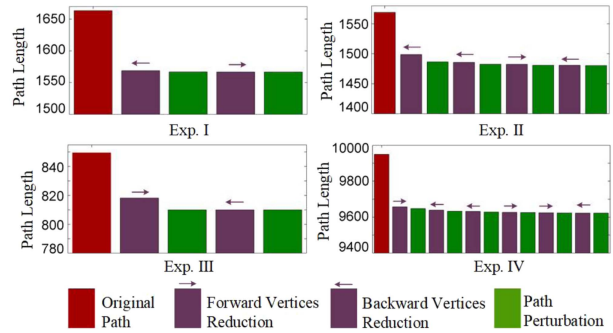 Path Length
1650
1600
1550
1500
Exp. I
Path Length
1550
1500
1450
1400
Exp. II
Path Length
840
820
800
780
Exp. III
Path Length
10000
9800
9600
9400
Exp. IV
Original
Path
Forward Vertices
Reduction
Backward Vertices
Reduction
Path
Perturbation